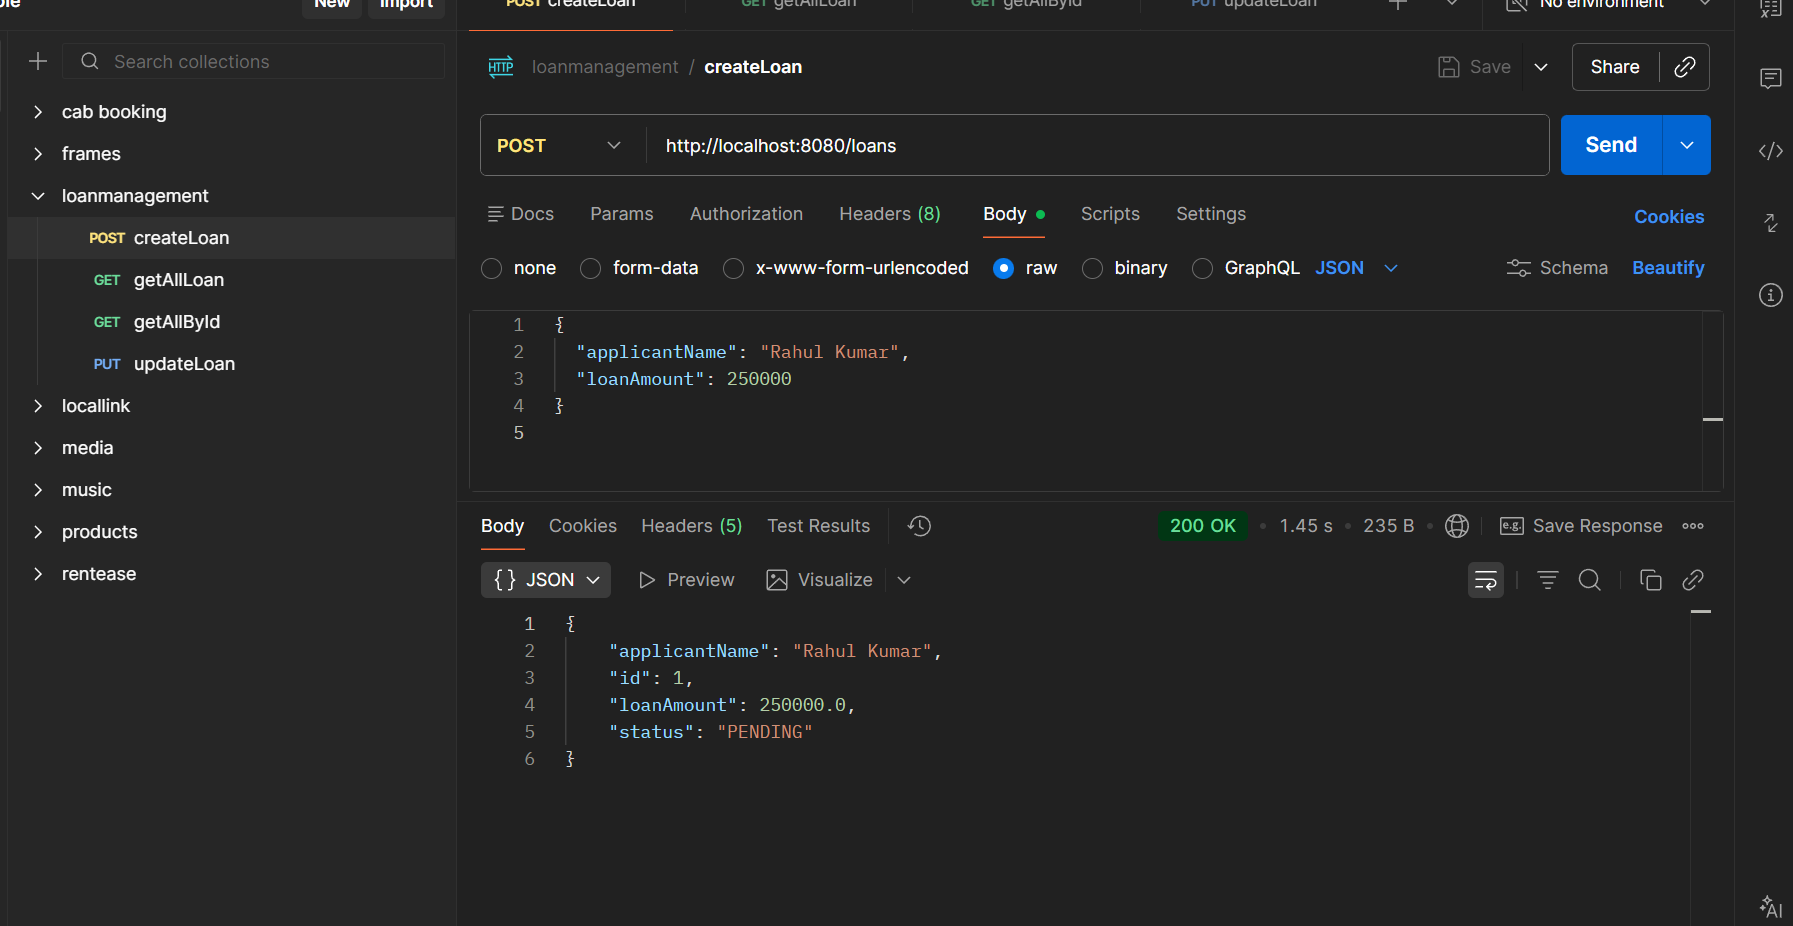 New Import
POST createLoan GET getAllLoan GET getAllById PUT updateLoan No environment
Search collections
cab booking
frames
loanmanagement
POST createLoan
GET getAllLoan
GET getAllById
PUT updateLoan
locallink
media
music
products
rentease
HTTP loanmanagement / createLoan Save Share
POST http://localhost:8080/loans Send
Docs Params Authorization Headers (8) Body Scripts Settings Cookies
none form-data x-www-form-urlencoded raw binary GraphQL JSON Schema Beautify
1 {
2 "applicantName": "Rahul Kumar",
3 "loanAmount": 250000
4 }
5
Body Cookies Headers (5) Test Results 200 OK • 1.45 s • 235 B • e.g. Save Response
{} JSON Preview Visualize
1 {
2 "applicantName": "Rahul Kumar",
3 "id": 1,
4 "loanAmount": 250000.0,
5 "status": "PENDING"
6 }
AI